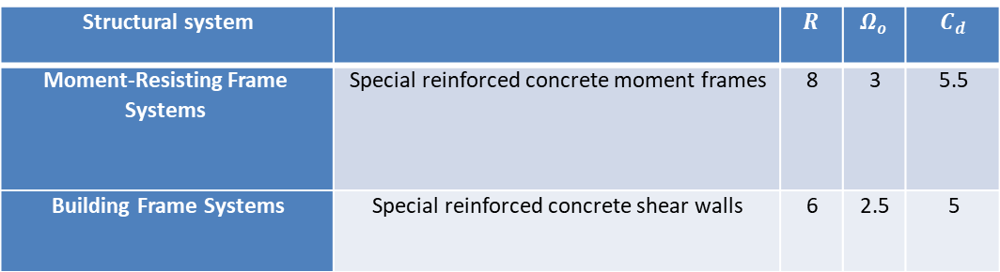 Structural system R Ωo Cd
Moment-Resisting Frame Special reinforced concrete moment frames 8 3 5.5
Systems
Building Frame Systems Special reinforced concrete shear walls 6 2.5 5